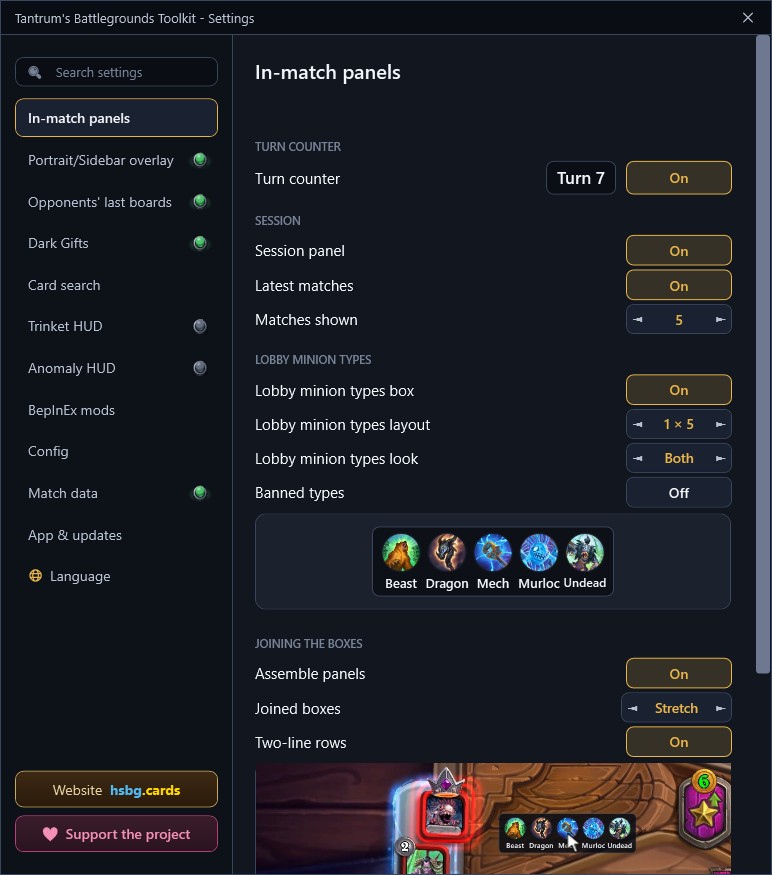 Tantrum's Battlegrounds Toolkit - Settings
Search settings
In-match panels
Portrait/Sidebar overlay
Opponents' last boards
Dark Gifts
Card search
Trinket HUD
Anomaly HUD
BepInEx mods
Config
Match data
App & updates
Language
Website hsbg.cards
Support the project
In-match panels
TURN COUNTER
Turn counter Turn 7 On
SESSION
Session panel On
Latest matches On
Matches shown 5
LOBBY MINION TYPES
Lobby minion types box On
Lobby minion types layout 1 × 5
Lobby minion types look Both
Banned types Off
Beast Dragon Mech Murloc Undead
JOINING THE BOXES
Assemble panels On
Joined boxes Stretch
Two-line rows On
6
Beast Dragon Murloc Undead
2